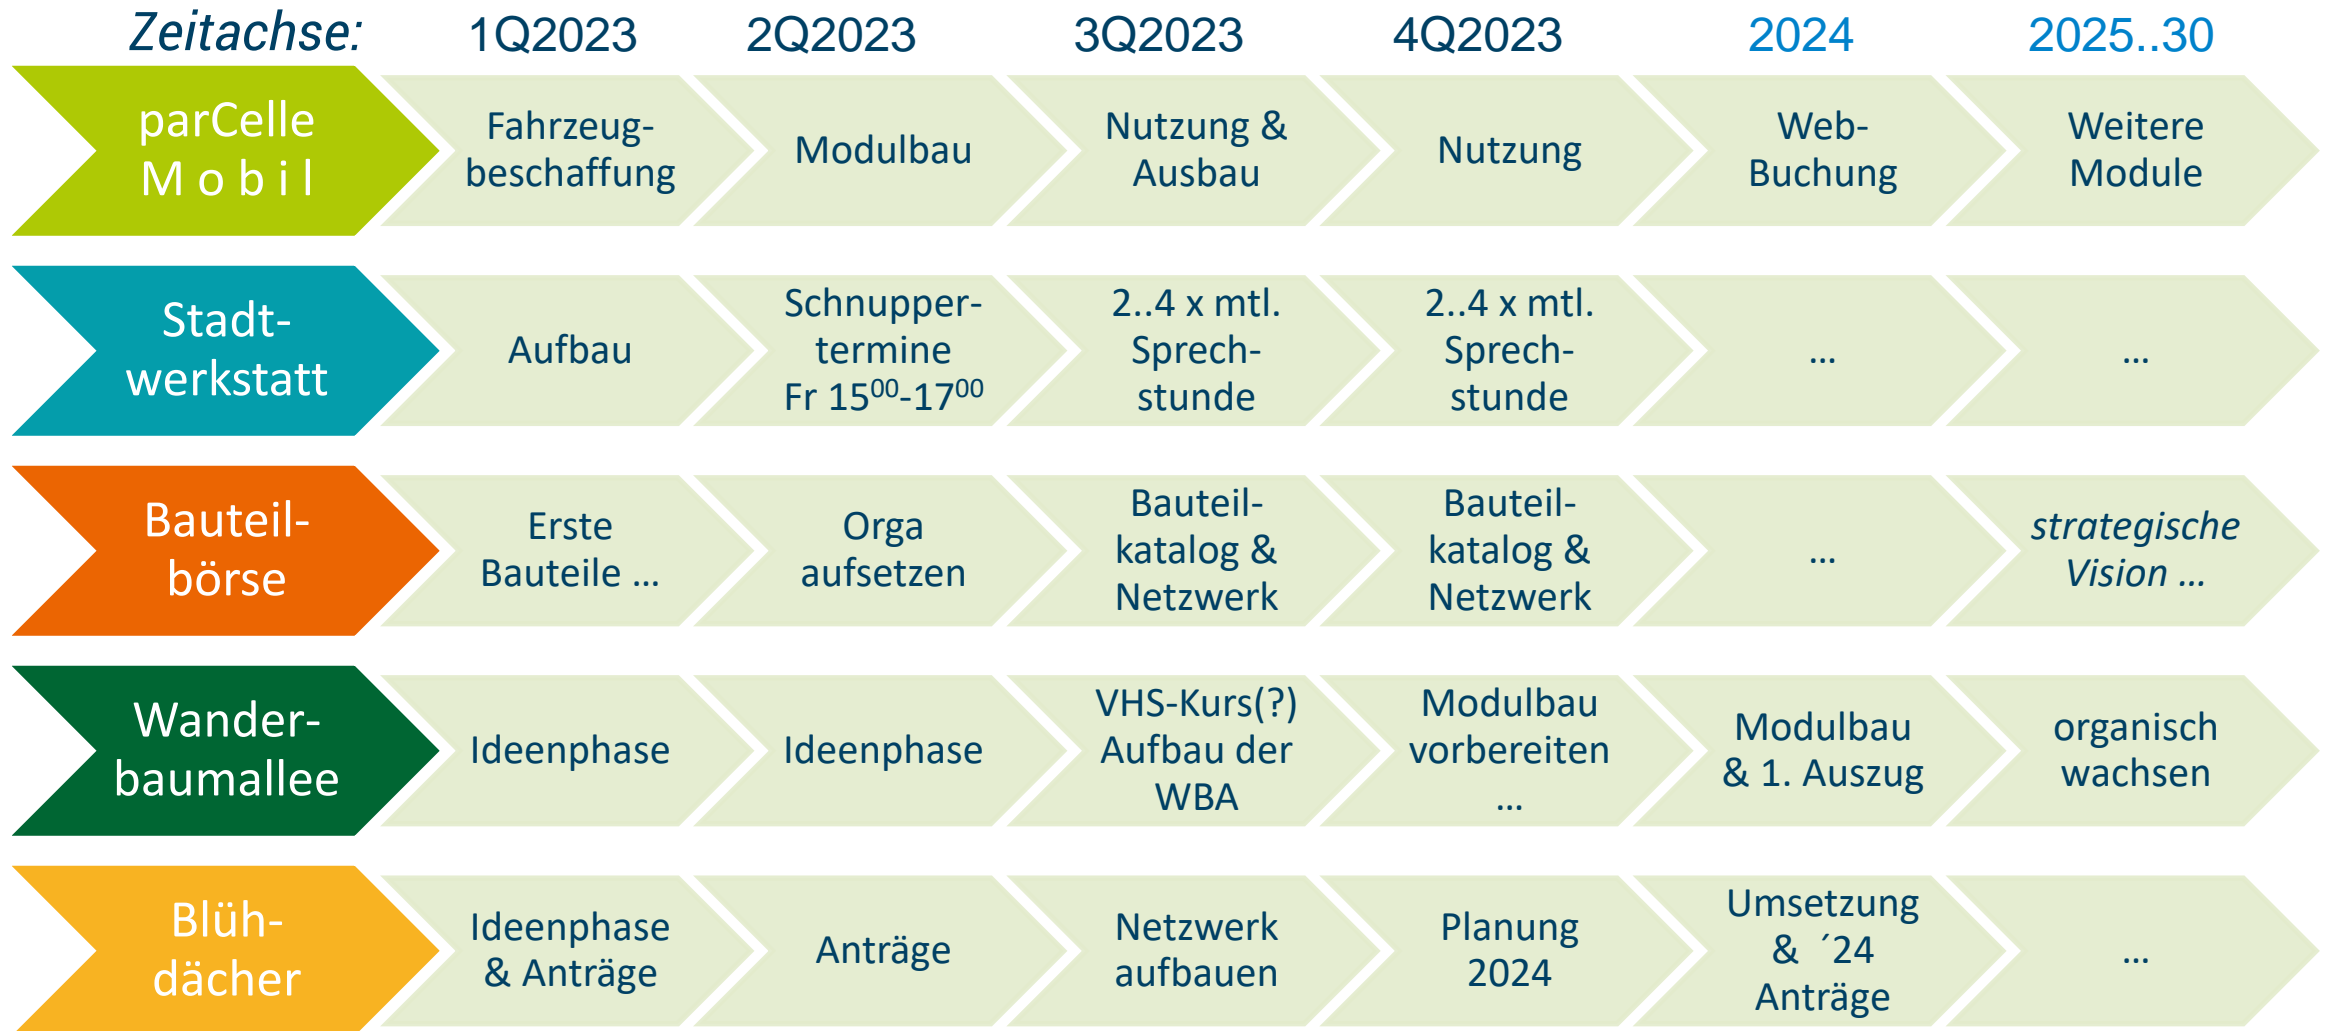 Zeitachse: 1Q2023 2Q2023 3Q2023 4Q2023 2024 2025..30
parCelle
M o b i l
Fahrzeug-
beschaffung
Modulbau
Nutzung &
Ausbau
Nutzung
Web-
Buchung
Weitere
Module
Stadt-
werkstatt
Aufbau
Schnupper-
termine
Fr 15⁰⁰-17⁰⁰
2..4 x mtl.
Sprech-
stunde
2..4 x mtl.
Sprech-
stunde
...
...
Bauteil-
börse
Erste
Bauteile ...
Orga
aufsetzen
Bauteil-
katalog &
Netzwerk
Bauteil-
katalog &
Netzwerk
...
strategische
Vision ...
Wander-
baumallee
Ideenphase
Ideenphase
VHS-Kurs(?)
Aufbau der
WBA
Modulbau
vorbereiten
...
Modulbau
& 1. Auszug
organisch
wachsen
Blüh-
dächer
Ideenphase
& Anträge
Anträge
Netzwerk
aufbauen
Planung
2024
Umsetzung
& ´24
Anträge
...